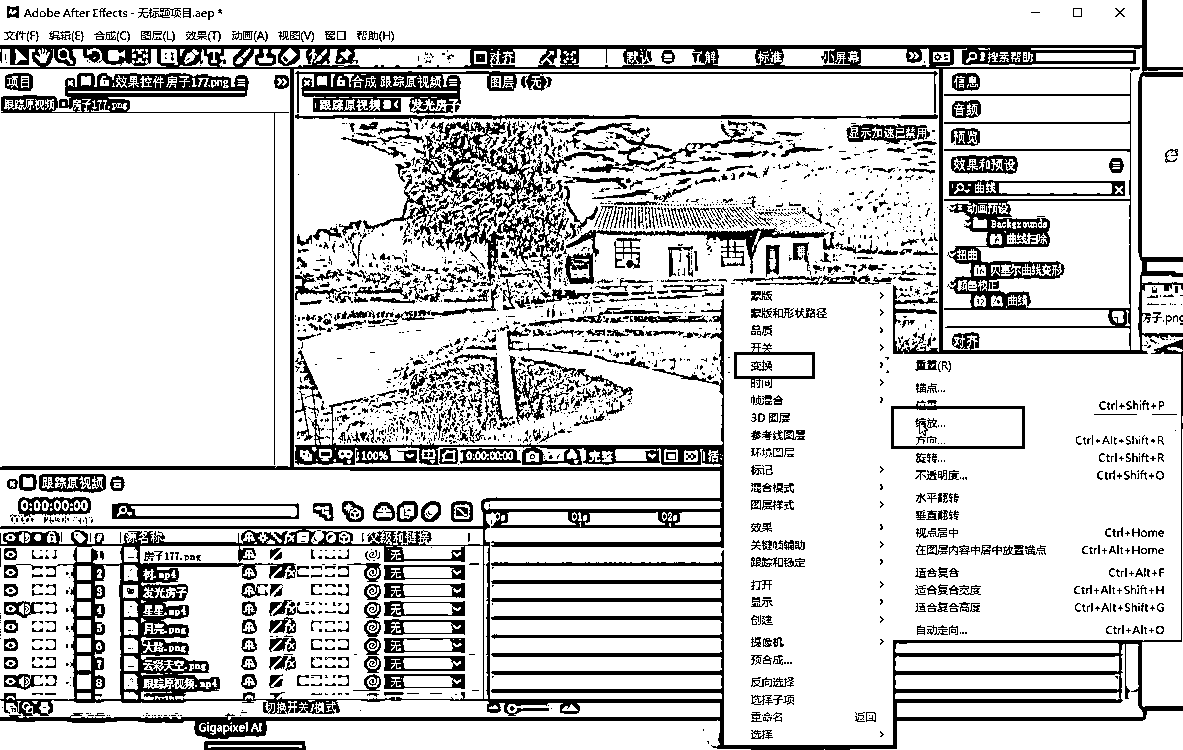 Adobe After Effects - 无标题项目.aep *
文件(F) 编辑(E) 合成(C) 图层(L) 效果(T) 动画(A) 视图(V) 窗口 帮助(H)
对齐 默认 了解 标准 小屏幕 搜索帮助
项目 效果控件 房子177.png
跟踪原视频 房子177.png
合成 跟踪原视频
图层 (无)
跟踪原视频 发光房子
显示加速已禁用
信息
音频
预览
效果和预设
曲线
动画预设
Backgrounds
曲线消除
扭曲
贝塞尔曲线变形
颜色校正
曲线
对齐
房子.png
100% 0:00:00:00 完整
蒙版
蒙版和形状路径
品质
开关
变换
时间
帧混合
3D 图层
参考线图层
环境图层
标记
混合模式
图层样式
效果
关键帧辅助
跟踪和稳定
打开
显示
创建
摄像机
预合成...
反向选择
选择子项
重命名 返回
选择
重置(R)
锚点...
位置 Ctrl+Shift+P
缩放...
方向... Ctrl+Alt+Shift+R
旋转... Ctrl+Shift+R
不透明度... Ctrl+Shift+O
水平翻转
垂直翻转
视点居中 Ctrl+Home
在图层内容中居中放置锚点 Ctrl+Alt+Home
适合复合 Ctrl+Alt+F
适合复合宽度 Ctrl+Alt+Shift+H
适合复合高度 Ctrl+Alt+Shift+G
自动定向... Ctrl+Alt+O
跟踪原视频
0:00:00:00
01s 02s
# 源名称 父级和链接
1 房子177.png 无
2 树.mp4 无
3 发光房子 无
4 星星.mp4 无
5 月亮.png 无
6 无
7 云彩天空.png 无
8 跟踪原视频.mp4 无
切换开关/模式
Gigapixel AI